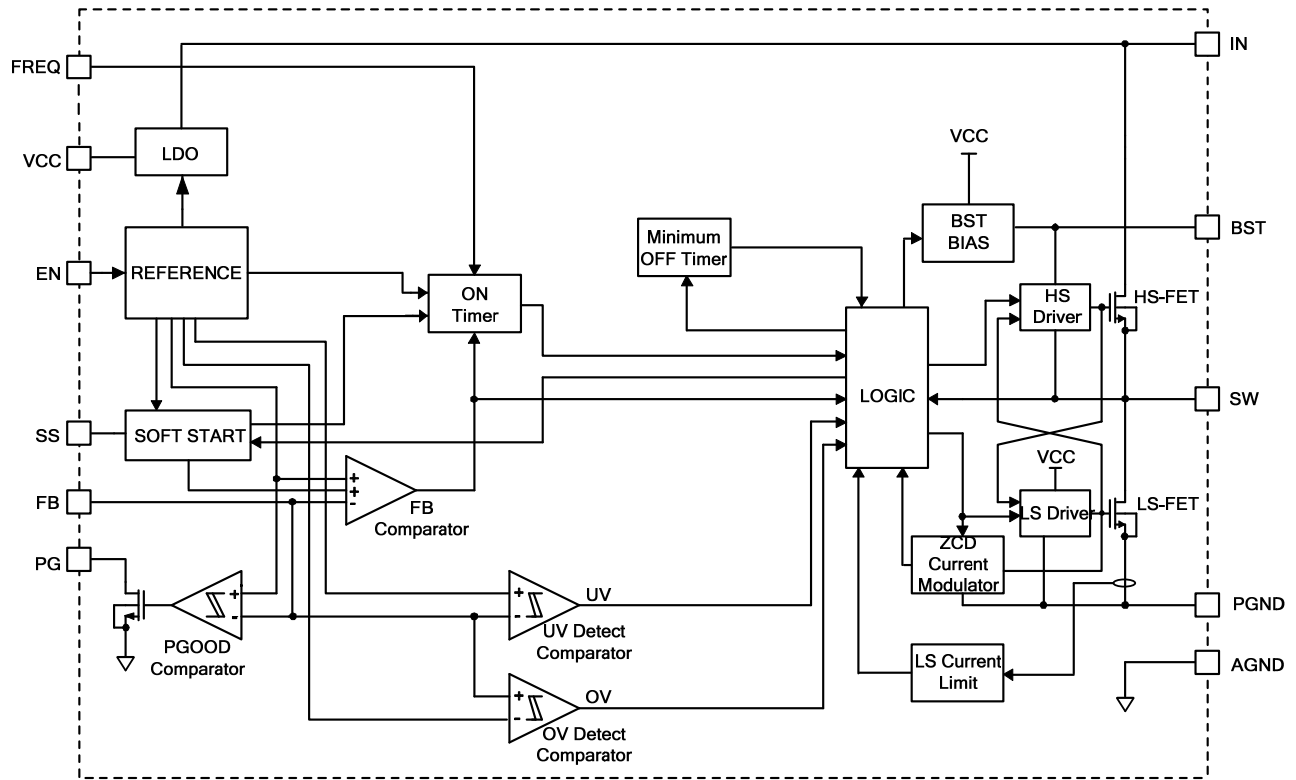 FREQ
IN
LDO
VCC
VCC
BST
BIAS
BST
Minimum
OFF Timer
EN
REFERENCE
ON
Timer
HS
Driver
HS-FET
LOGIC
SW
SS
SOFT START
VCC
FB
+
+
-
FB
Comparator
LS Driver
LS-FET
PG
ZCD
Current
Modulator
+
-
PGOOD
Comparator
+
-
UV
UV Detect
Comparator
PGND
LS Current
Limit
AGND
+
-
OV
OV Detect
Comparator